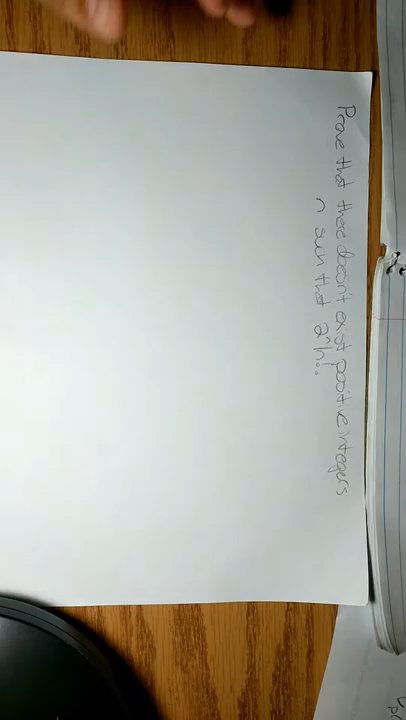 Prove that there doesn't exist positive integers
n such that 2ⁿ|n!.